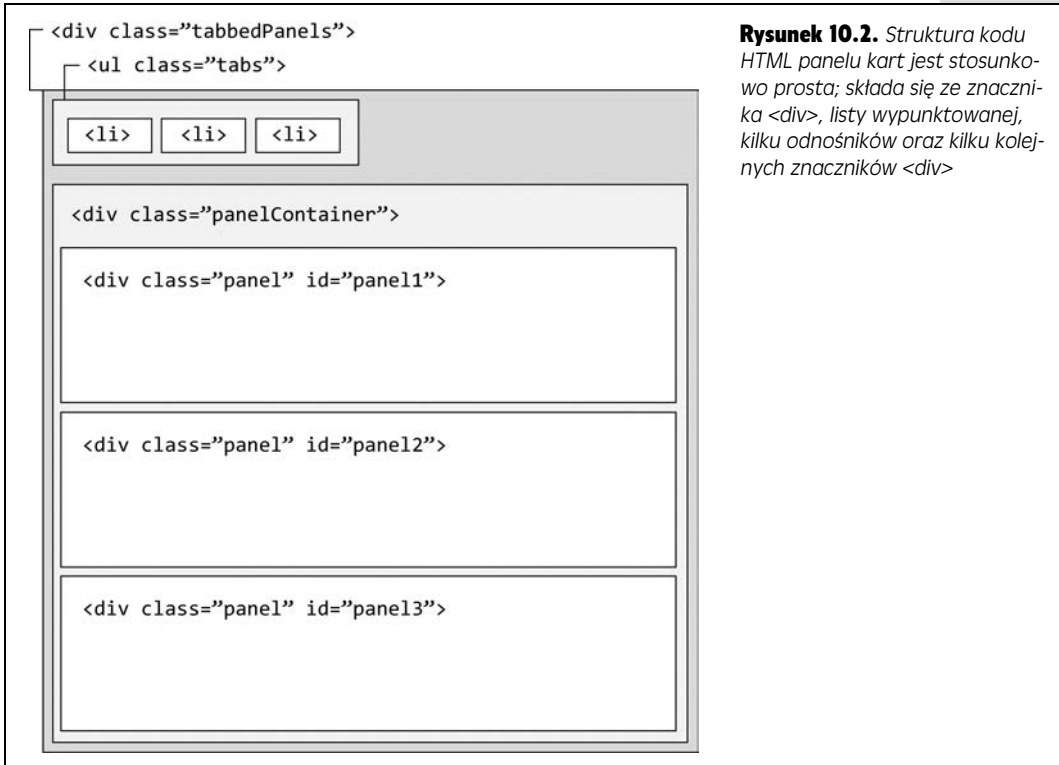 <div class=”tabbedPanels”>
<ul class=”tabs”>
<li> <li> <li>
<div class=”panelContainer”>
<div class=”panel” id=”panel1”>
<div class=”panel” id=”panel2”>
<div class=”panel” id=”panel3”>
Rysunek 10.2. Struktura kodu
HTML panelu kart jest stosunko-
wo prosta; składa się ze znaczni-
ka <div>, listy wypunktowanej,
kilku odnośników oraz kilku kolej-
nych znaczników <div>